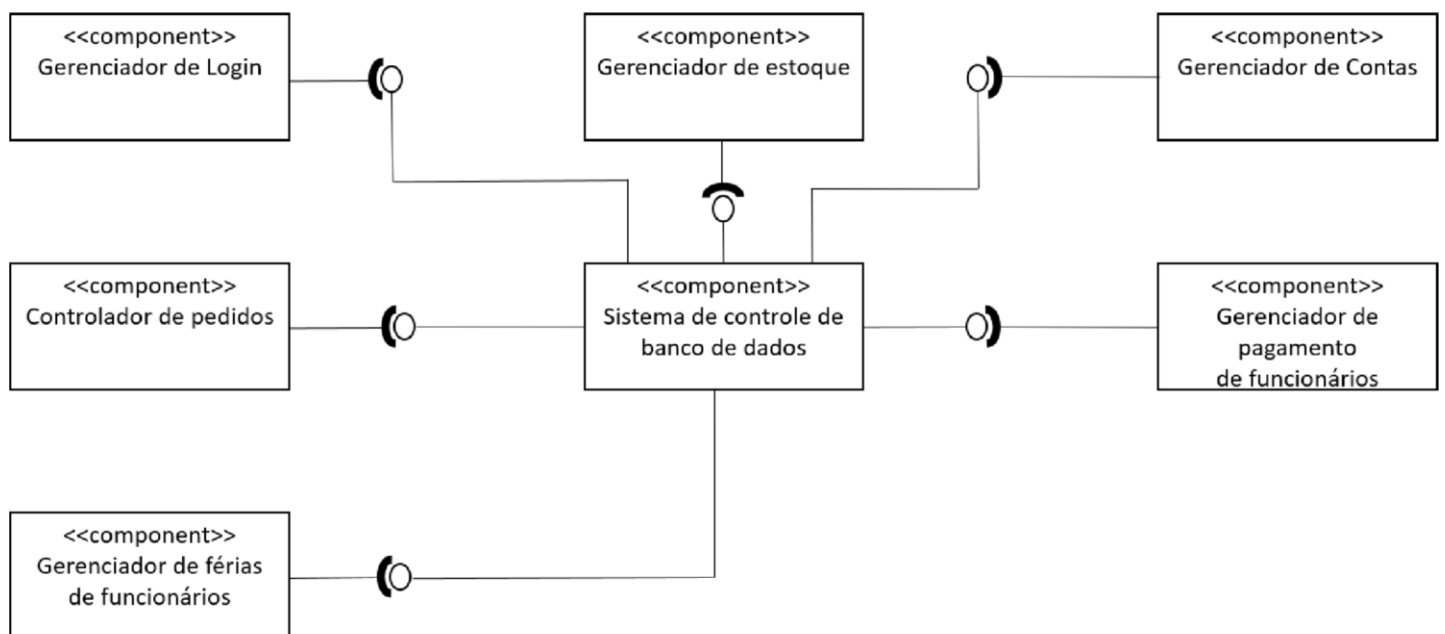 <<component>>
Gerenciador de Login
<<component>>
Gerenciador de estoque
<<component>>
Gerenciador de Contas
<<component>>
Controlador de pedidos
<<component>>
Sistema de controle de
banco de dados
<<component>>
Gerenciador de
pagamento
de funcionários
<<component>>
Gerenciador de férias
de funcionários